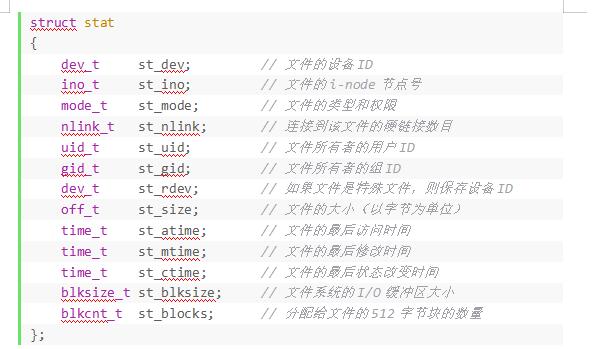 struct stat
{
dev_t st_dev; // 文件的设备ID
ino_t st_ino; // 文件的i-node 节点号
mode_t st_mode; // 文件的类型和权限
nlink_t st_nlink; // 连接到该文件的硬链接数目
uid_t st_uid; // 文件所有者的用户ID
gid_t st_gid; // 文件所有者的组ID
dev_t st_rdev; // 如果文件是特殊文件，则保存设备ID
off_t st_size; // 文件的大小（以字节为单位）
time_t st_atime; // 文件的最后访问时间
time_t st_mtime; // 文件的最后修改时间
time_t st_ctime; // 文件的最后状态改变时间
blksize_t st_blksize; // 文件系统的I/O 缓冲区大小
blkcnt_t st_blocks; // 分配给文件的512 字节块的数量
};